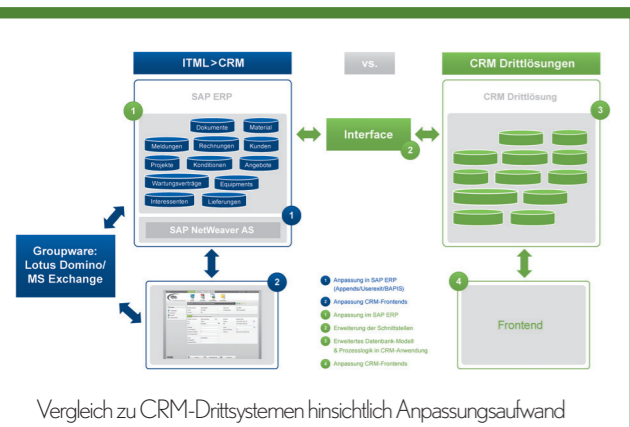 ITML>CRM
vs.
CRM Drittlösungen
SAP ERP
CRM Drittlösung
1
3
Dokumente
Material
Meldungen
Rechnungen
Kunden
Interface
2
Projekte
Konditionen
Angebote
Wartungsverträge
Equipments
Interessenten
Lieferungen
1
SAP NetWeaver AS
Groupware:
Lotus Domino/
MS Exchange
2
4
1 Anpassung in SAP ERP
(Appends/Userexit/BAPIS)
2 Anpassung CRM-Frontends
1 Anpassung im SAP ERP
2 Erweiterung der Schnittstellen
3 Erweitertes Datenbank-Modell
& Prozesslogik in CRM-Anwendung
4 Anpassung CRM-Frontends
Frontend
Vergleich zu CRM-Drittsystemen hinsichtlich Anpassungsaufwand